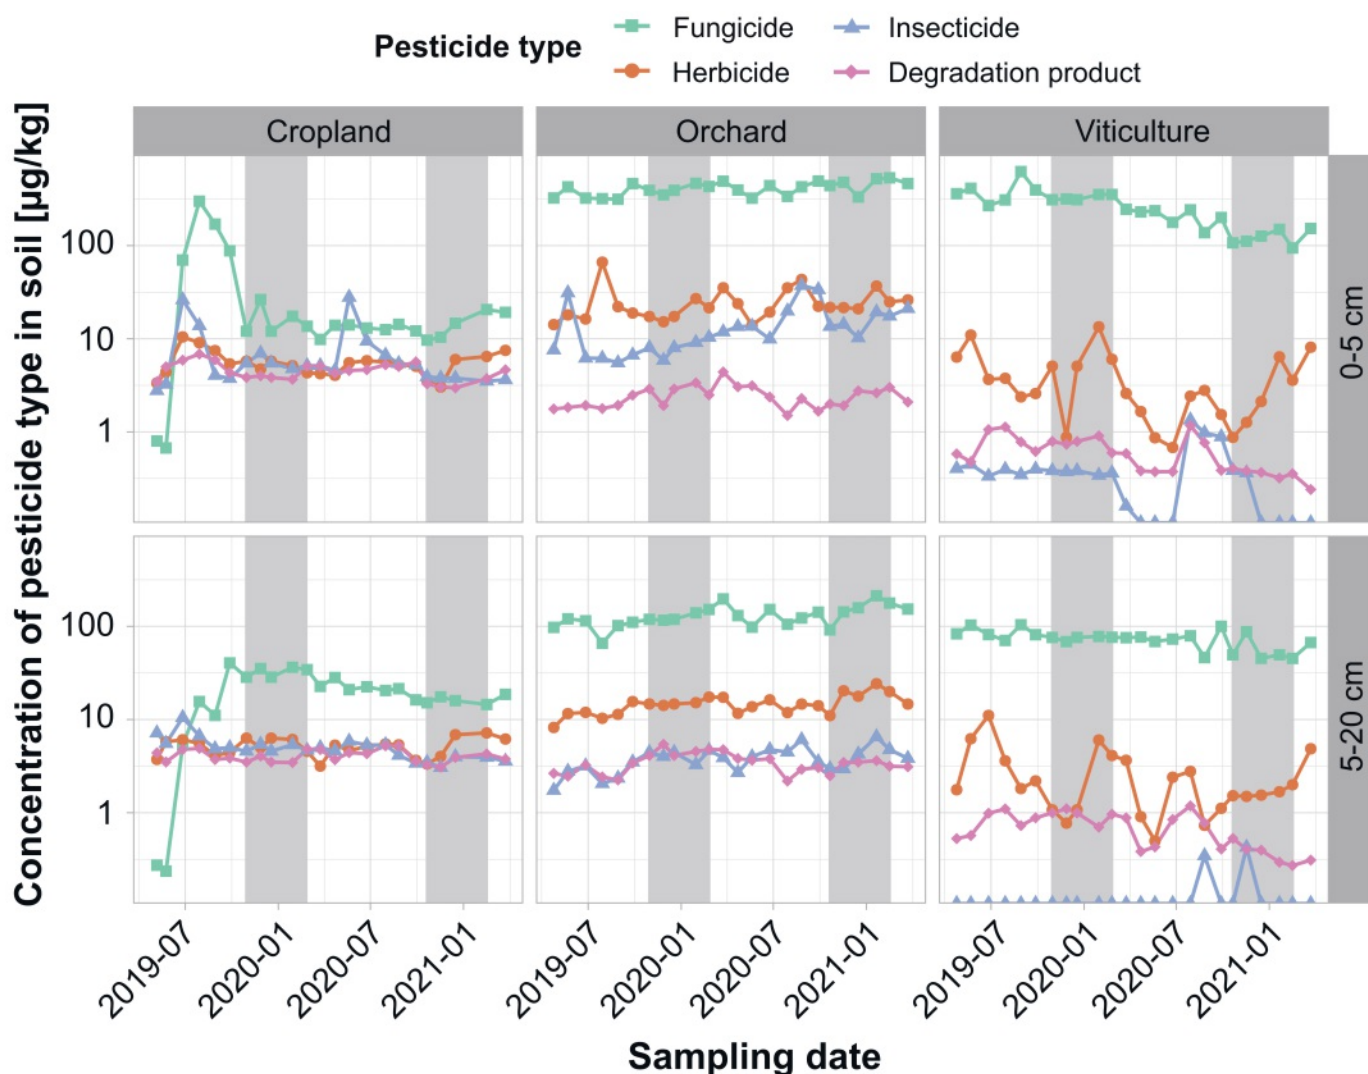 Pesticide type
Fungicide
Insecticide
Herbicide
Degradation product
Concentration of pesticide type in soil [µg/kg]
Cropland
Orchard
Viticulture
100
10
1
0-5 cm
100
10
1
5-20 cm
2019-07
2020-01
2020-07
2021-01
2019-07
2020-01
2020-07
2021-01
2019-07
2020-01
2020-07
2021-01
Sampling date